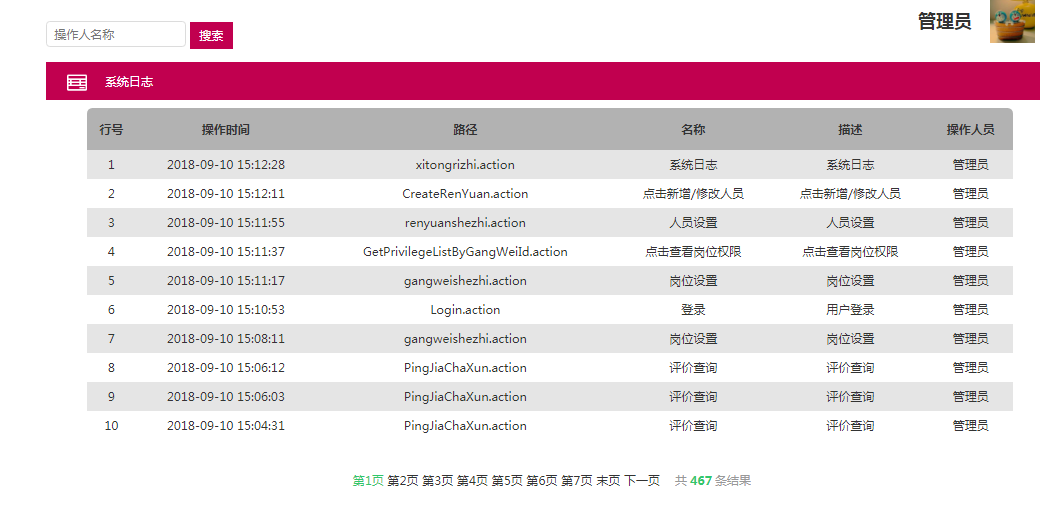 管理员
操作人名称 搜索
系统日志
行号 操作时间 路径 名称 描述 操作人员
1 2018-09-10 15:12:28 xitongrizhi.action 系统日志 系统日志 管理员
2 2018-09-10 15:12:11 CreateRenYuan.action 点击新增/修改人员 点击新增/修改人员 管理员
3 2018-09-10 15:11:55 renyuanshezhi.action 人员设置 人员设置 管理员
4 2018-09-10 15:11:37 GetPrivilegeListByGangWeiId.action 点击查看岗位权限 点击查看岗位权限 管理员
5 2018-09-10 15:11:17 gangweishezhi.action 岗位设置 岗位设置 管理员
6 2018-09-10 15:10:53 Login.action 登录 用户登录 管理员
7 2018-09-10 15:08:11 gangweishezhi.action 岗位设置 岗位设置 管理员
8 2018-09-10 15:06:12 PingJiaChaXun.action 评价查询 评价查询 管理员
9 2018-09-10 15:06:03 PingJiaChaXun.action 评价查询 评价查询 管理员
10 2018-09-10 15:04:31 PingJiaChaXun.action 评价查询 评价查询 管理员
第1页 第2页 第3页 第4页 第5页 第6页 第7页 末页 下一页 共 467 条结果